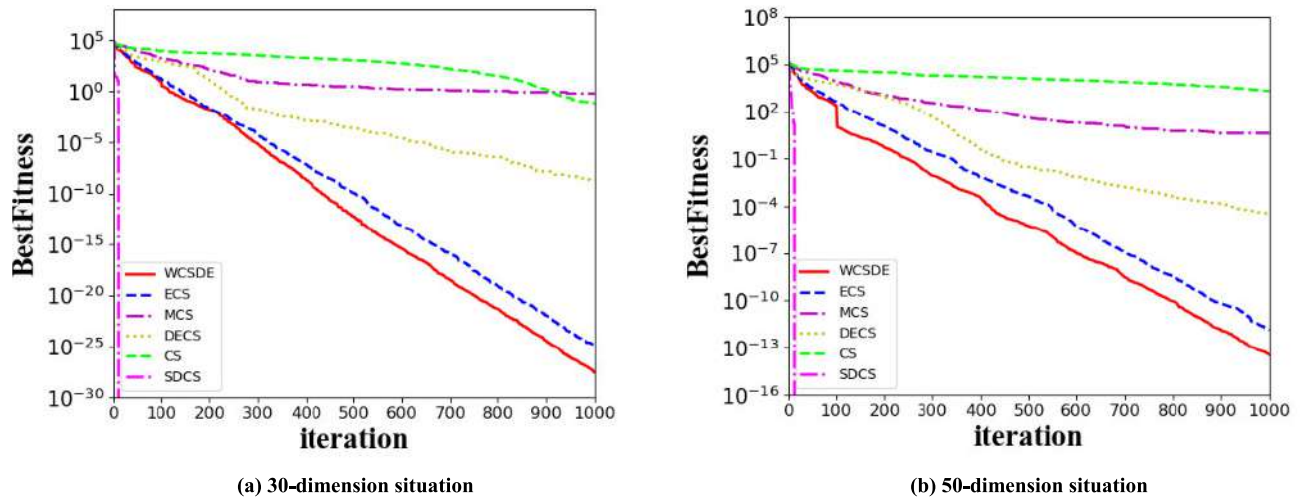 BestFitness
10^5
10^0
10^-5
10^-10
10^-15
10^-20
10^-25
10^-30
WCSDE
ECS
MCS
DECS
CS
SDCS
0 100 200 300 400 500 600 700 800 900 1000
iteration
(a) 30-dimension situation
BestFitness
10^8
10^5
10^2
10^-1
10^-4
10^-7
10^-10
10^-13
10^-16
WCSDE
ECS
MCS
DECS
CS
SDCS
0 100 200 300 400 500 600 700 800 900 1000
iteration
(b) 50-dimension situation